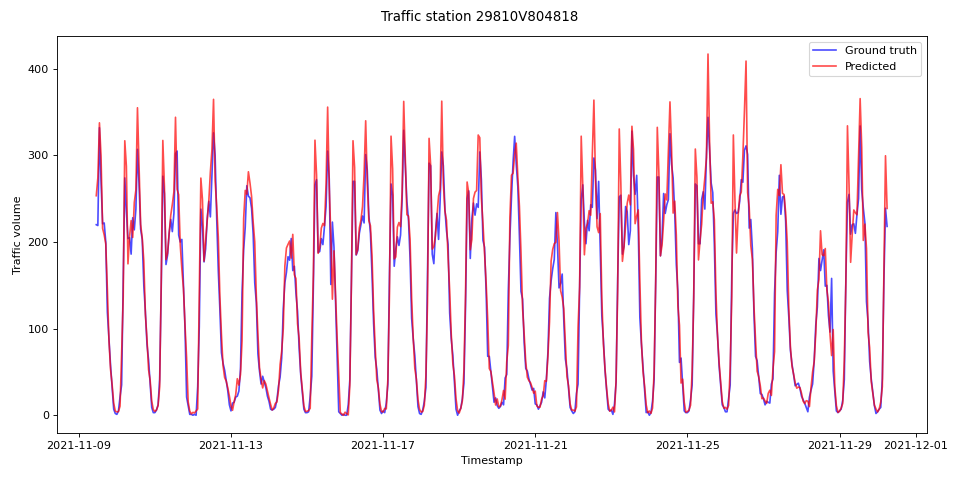 Traffic station 29810V804818
Ground truth
Predicted
400
300
200
100
0
Traffic volume
2021-11-09
2021-11-13
2021-11-17
2021-11-21
2021-11-25
2021-11-29
2021-12-01
Timestamp